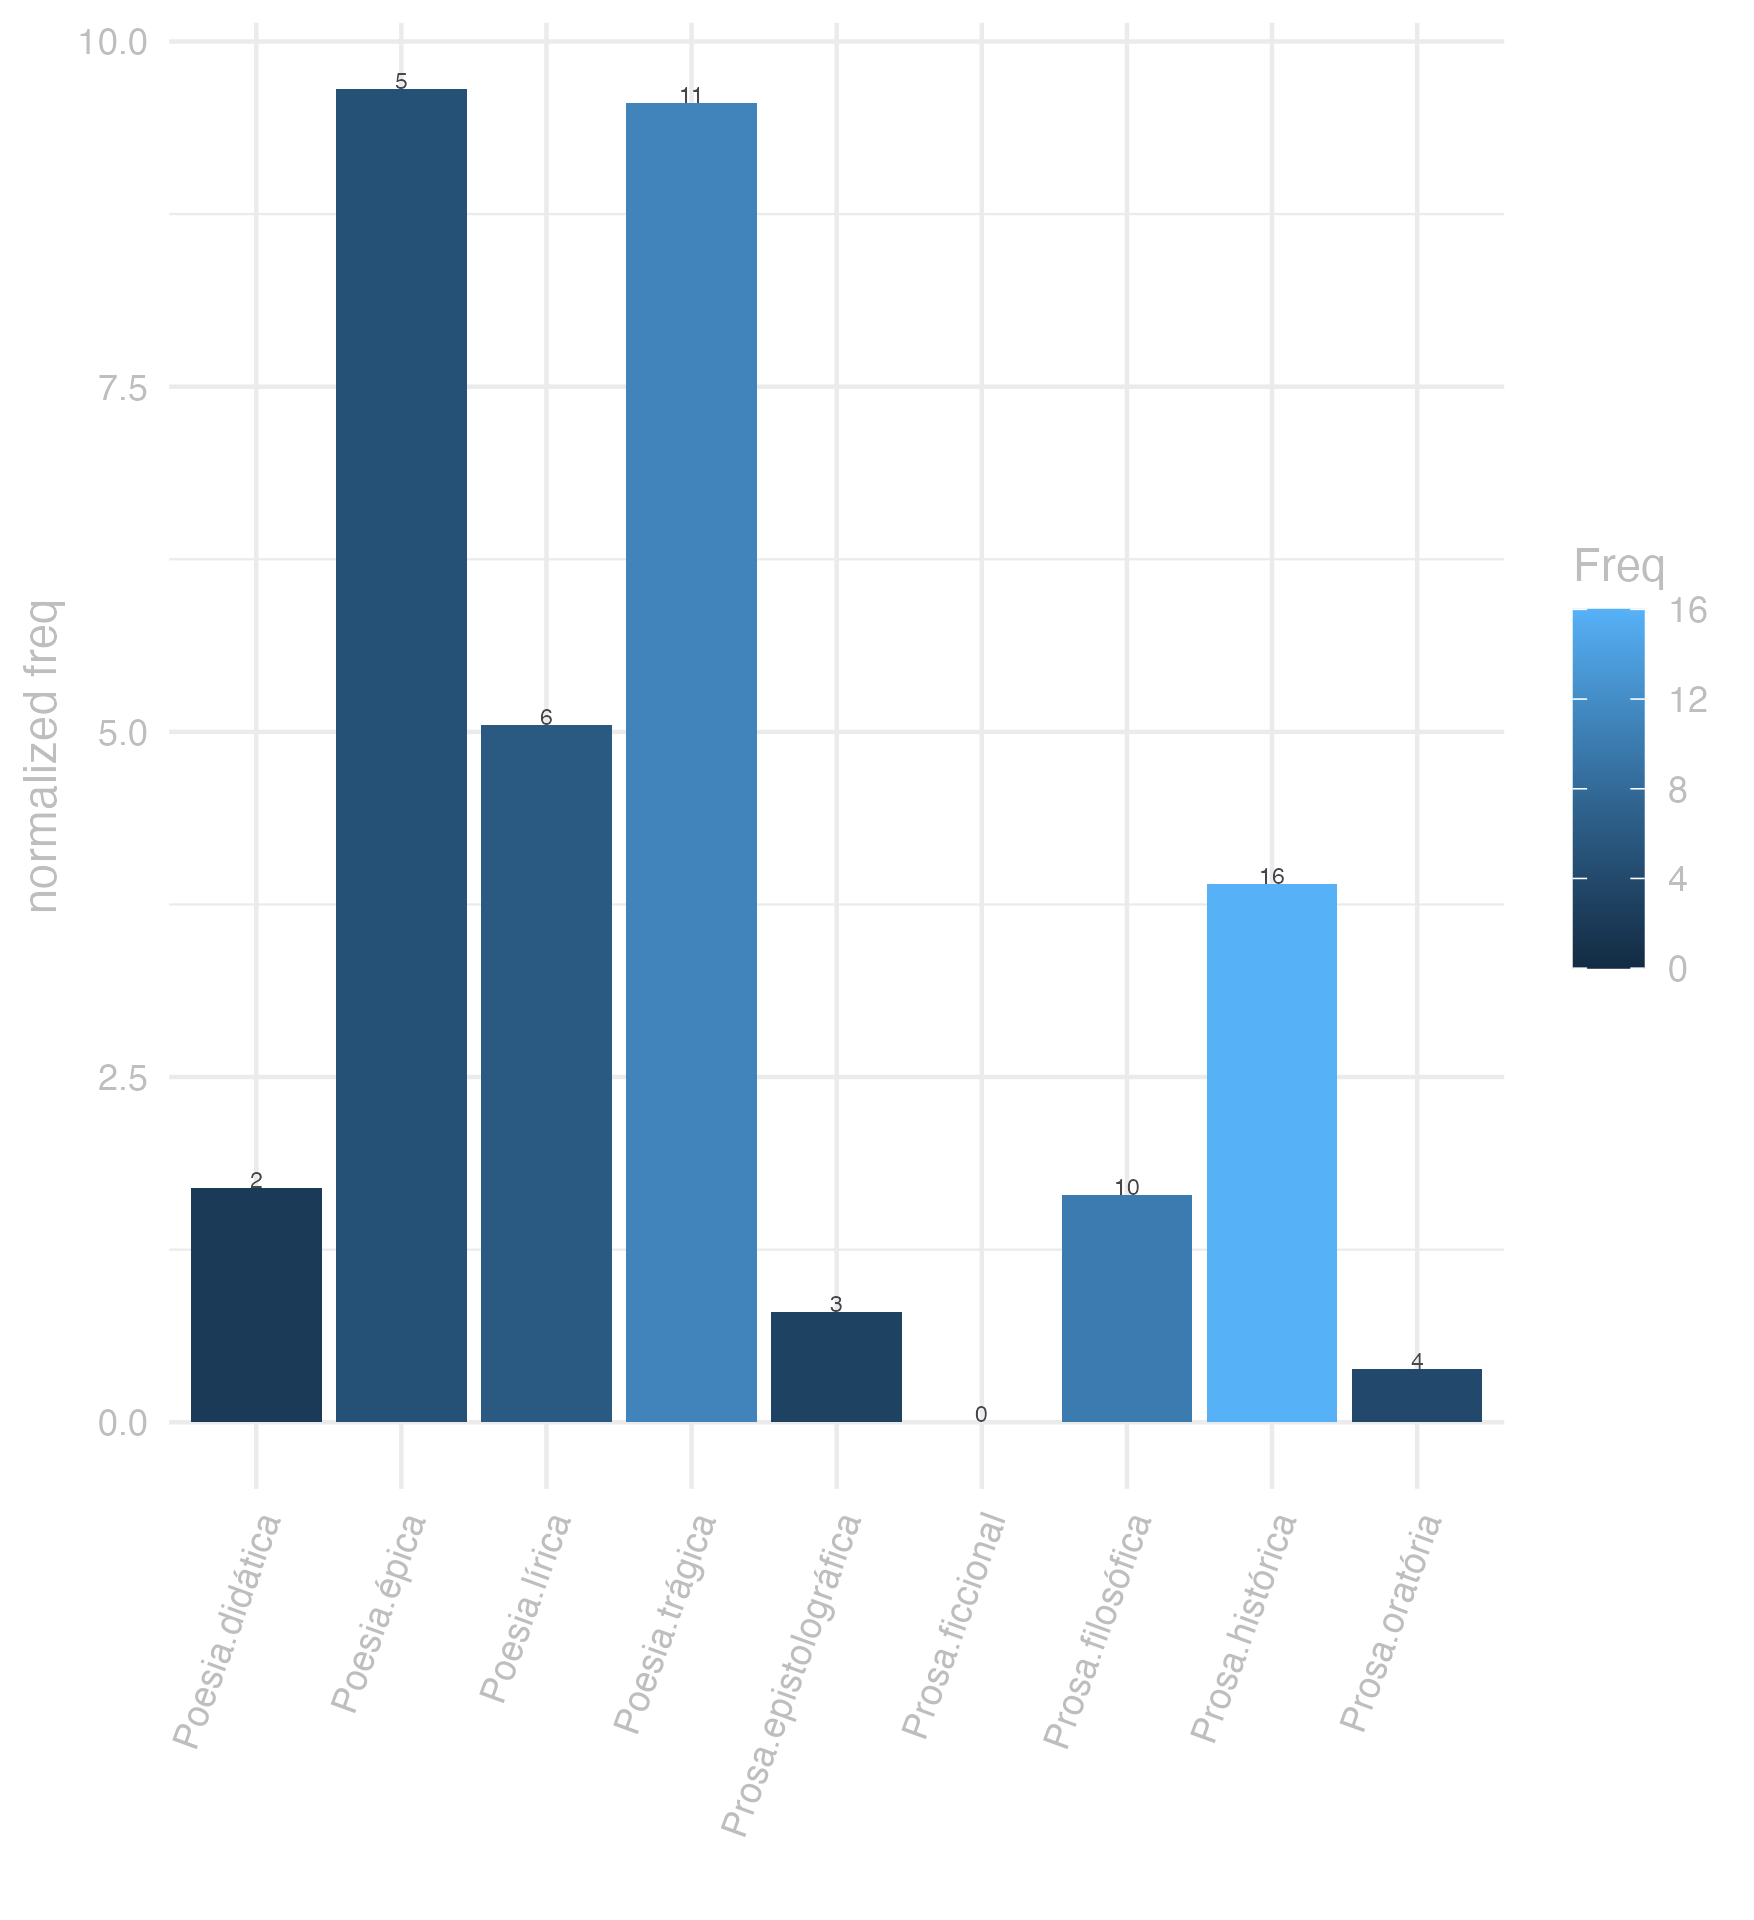 10.0
7.5
5.0
2.5
0.0
normalized freq
2
5
6
11
3
0
10
16
4
Poesia.didática
Poesia.épica
Poesia.lírica
Poesia.trágica
Prosa.epistolográfica
Prosa.ficcional
Prosa.filosófica
Prosa.histórica
Prosa.oratória
Freq
16
12
8
4
0